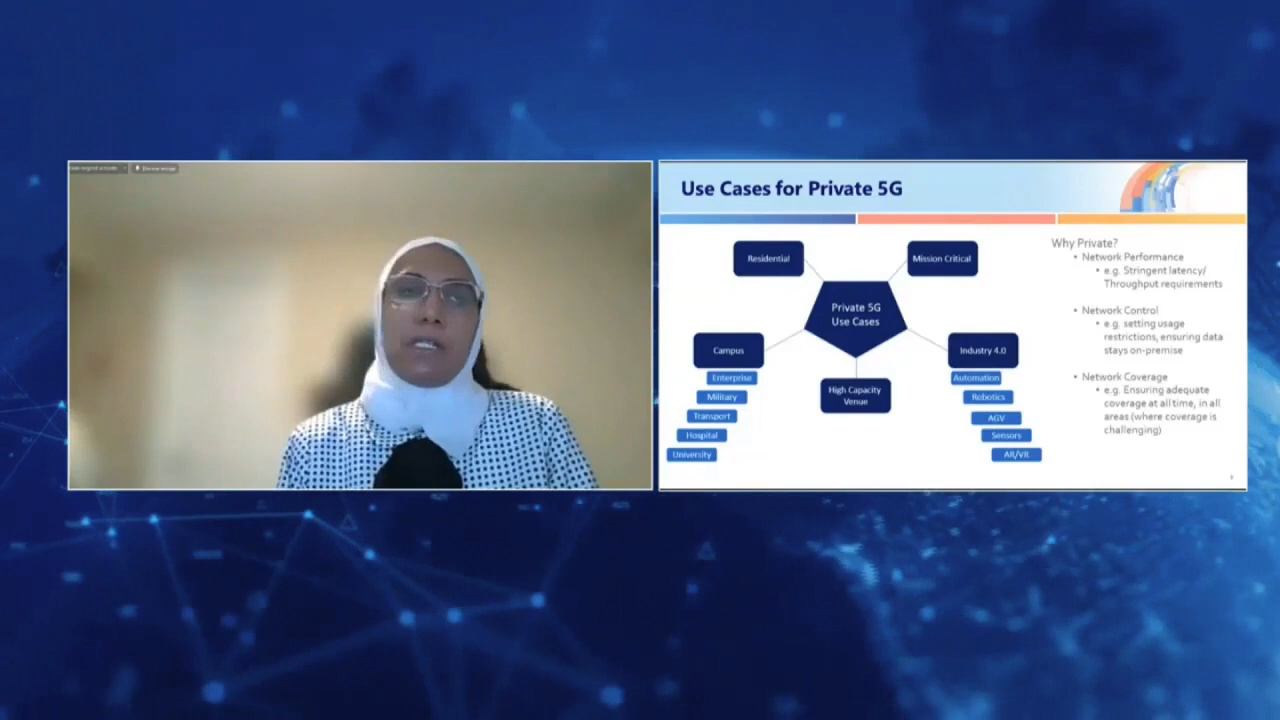 Use Cases for Private 5G
Residential
Mission Critical
Private 5G
Use Cases
Campus
Enterprise
Military
Transport
Hospital
University
High Capacity
Venue
Industry 4.0
Automation
Robotics
AGV
Sensors
AR/VR
Why Private?
• Network Performance
• e.g. Stringent latency/
Throughput requirements
• Network Control
• e.g. setting usage
restrictions, ensuring data
stays on-premise
• Network Coverage
• e.g. Ensuring adequate
coverage at all time, in all
areas (where coverage is
challenging)